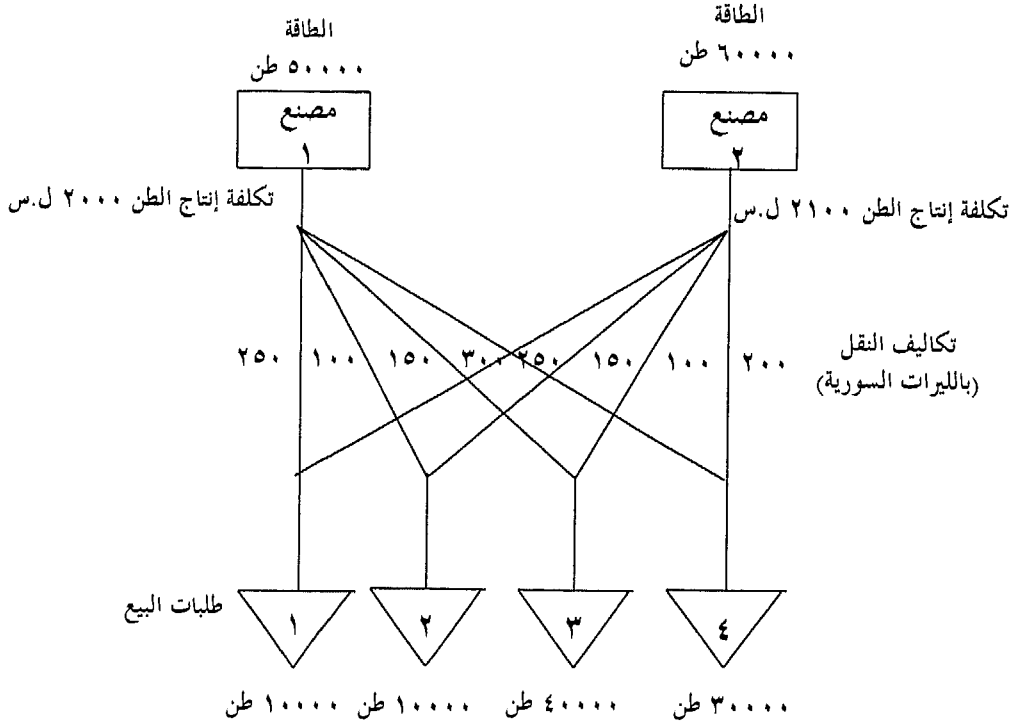 الطاقة
٦٠٠٠٠ طن
الطاقة
٥٠٠٠٠ طن
مصنع
٢
مصنع
١
تكلفة إنتاج الطن ٢١٠٠ ل.س
تكلفة إنتاج الطن ٢٠٠٠ ل.س
تكاليف النقل
(بالليرات السورية)
٢٥٠ ١٠٠ ١٥٠ ٣٠٠ ٢٥٠ ١٥٠ ١٠٠ ٢٠٠
طلبات البيع
١ ٢ ٣ ٤
١٠٠٠٠ طن ١٠٠٠٠ طن ٤٠٠٠٠ طن ٣٠٠٠٠ طن